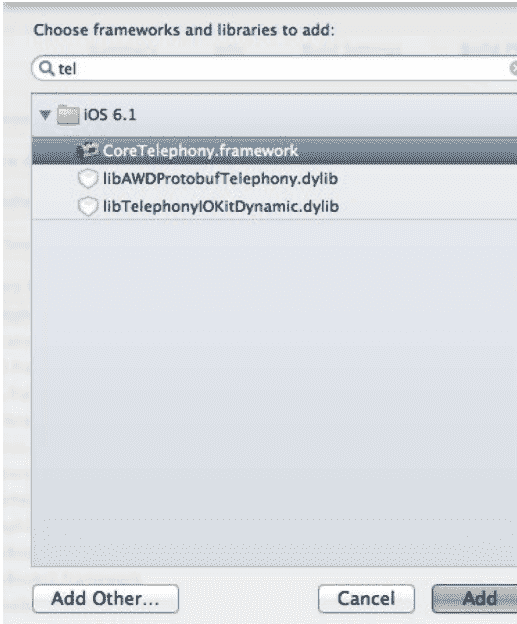 Choose frameworks and libraries to add:
tel
iOS 6.1
CoreTelephony.framework
libAWDProtobufTelephony.dylib
libTelephonyIOKitDynamic.dylib
Add Other...
Cancel
Add